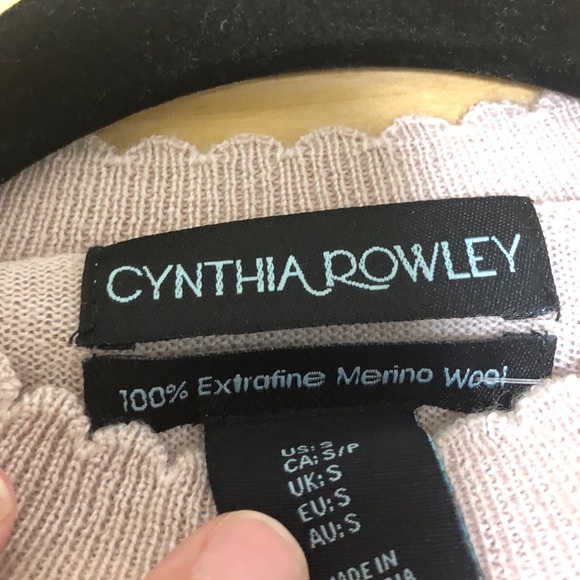 CYNTHIA ROWLEY
100% Extrafine Merino Wool
US: S
CA: S/P
UK: S
EU: S
AU: S
MADE IN